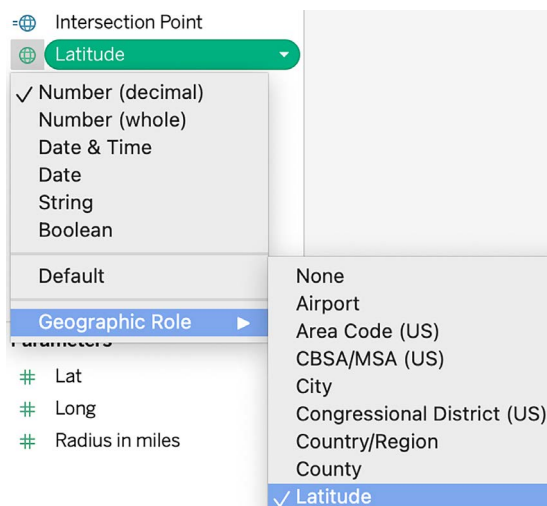 Intersection Point
Latitude
Number (decimal)
Number (whole)
Date & Time
Date
String
Boolean
Default
Geographic Role
None
Airport
Area Code (US)
CBSA/MSA (US)
City
Congressional District (US)
Country/Region
County
Latitude
Parameters
Lat
Long
Radius in miles